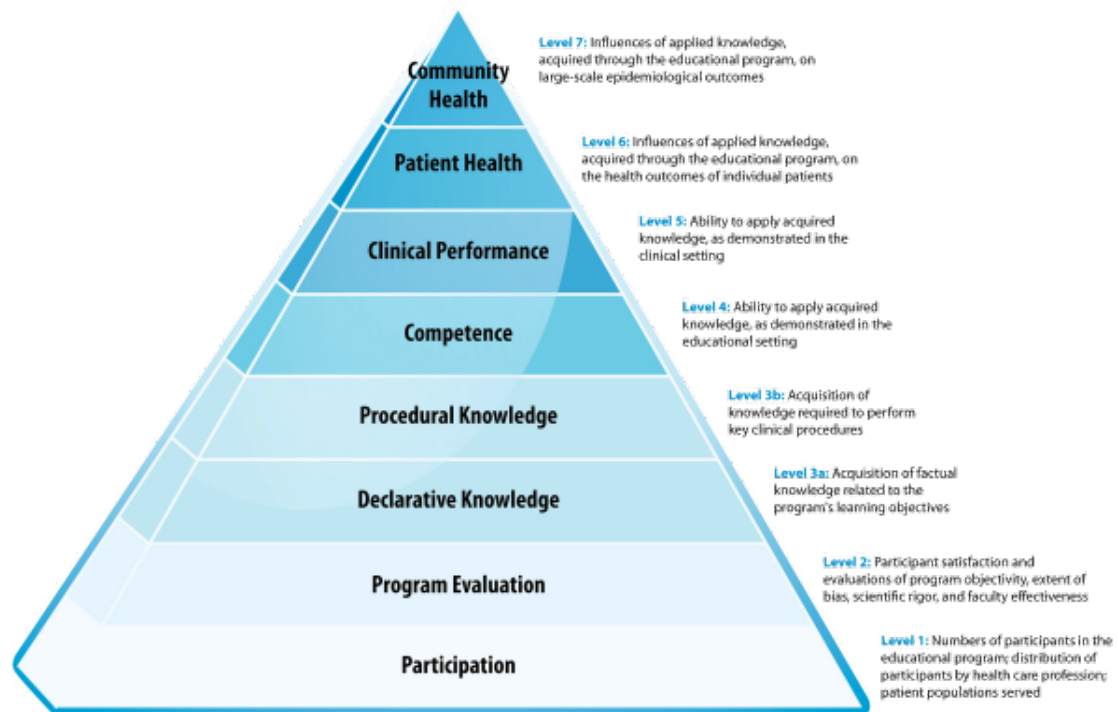 Community
Health
Level 7: Influences of applied knowledge,
acquired through the educational program, on
large-scale epidemiological outcomes
Patient Health
Level 6: Influences of applied knowledge,
acquired through the educational program, on
the health outcomes of individual patients
Clinical Performance
Level 5: Ability to apply acquired
knowledge, as demonstrated in the
clinical setting
Competence
Level 4: Ability to apply acquired
knowledge, as demonstrated in the
educational setting
Procedural Knowledge
Level 3b: Acquisition of
knowledge required to perform
key clinical procedures
Declarative Knowledge
Level 3a: Acquisition of factual
knowledge related to the
program's learning objectives
Program Evaluation
Level 2: Participant satisfaction and
evaluations of program objectivity, extent of
bias, scientific rigor, and faculty effectiveness
Participation
Level 1: Numbers of participants in the
educational program; distribution of
participants by health care profession;
patient populations served